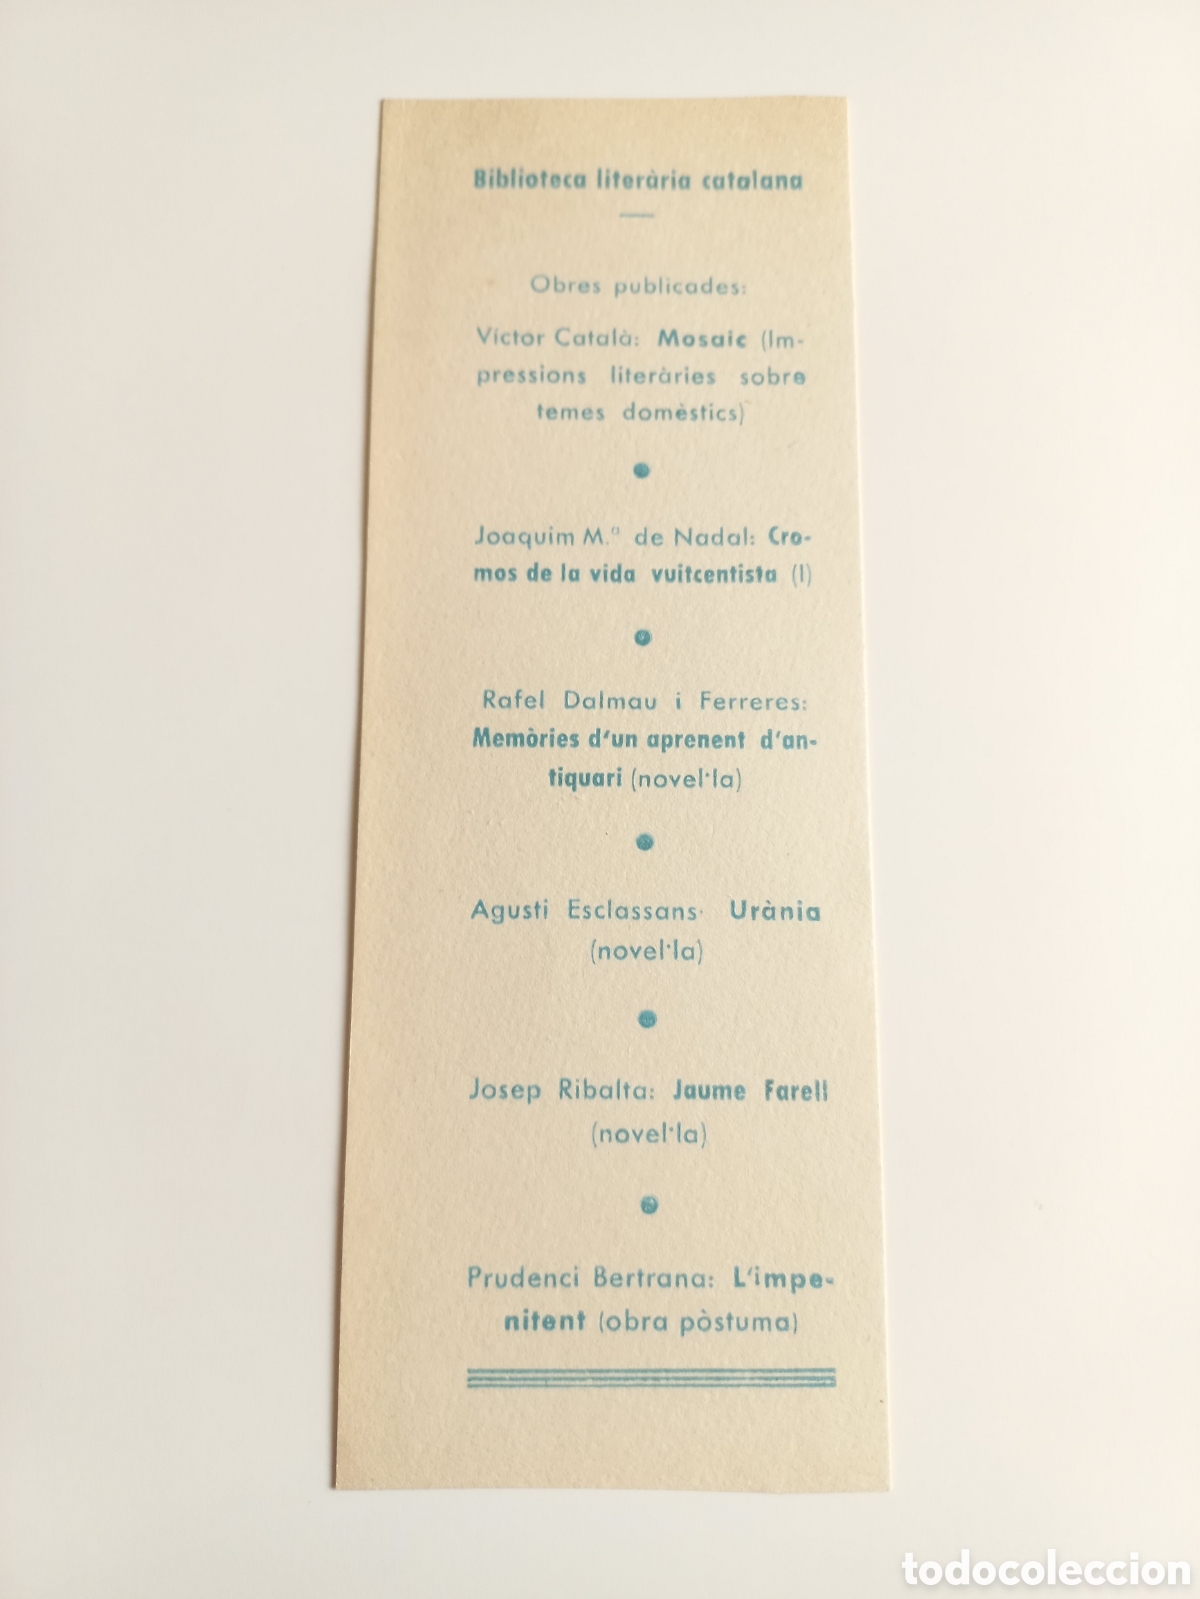 Biblioteca literària catalana
Obres publicades:
Víctor Català: Mosaic (Im-
pressions literàries sobre
temes domèstics)
Joaquim M.ª de Nadal: Cro-
mos de la vida vuitcentista (I)
Rafel Dalmau i Ferreres:
Memòries d'un aprenent d'an-
tiquari (novel·la)
Agusti Esclassans· Urània
(novel·la)
Josep Ribalta: Jaume Farell
(novel·la)
Prudenci Bertrana: L'impe-
nitent (obra pòstuma)
todocoleccion